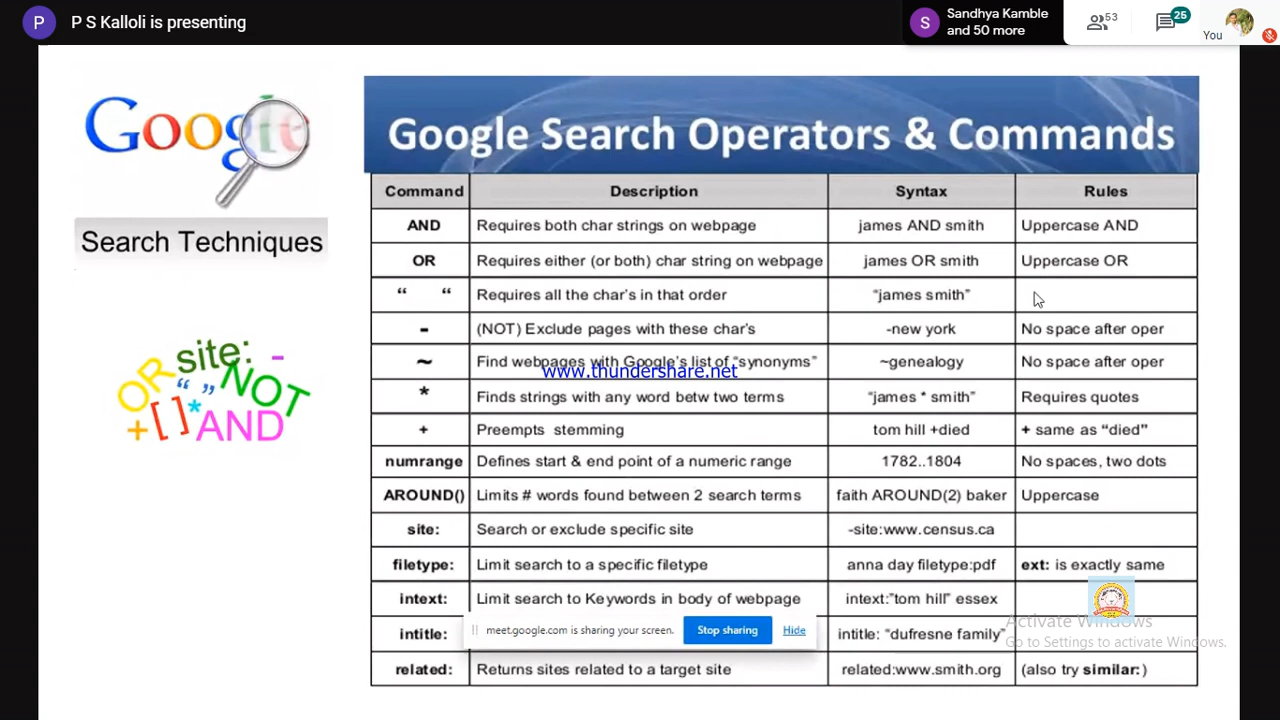 P P S Kalloli is presenting
S Sandhya Kamble
and 50 more
53
25
You
Google
Search Techniques
OR site: -
“ ” NOT
+ [ ] * AND
Google Search Operators & Commands
Command Description Syntax Rules
AND Requires both char strings on webpage james AND smith Uppercase AND
OR Requires either (or both) char string on webpage james OR smith Uppercase OR
“ “ Requires all the char’s in that order “james smith”
- (NOT) Exclude pages with these char’s -new york No space after oper
~ Find webpages with Google’s list of “synonyms” ~genealogy No space after oper
www.thundershare.net
* Finds strings with any word betw two terms “james * smith” Requires quotes
+ Preempts stemming tom hill +died + same as “died”
numrange Defines start & end point of a numeric range 1782..1804 No spaces, two dots
AROUND() Limits # words found between 2 search terms faith AROUND(2) baker Uppercase
site: Search or exclude specific site -site:www.census.ca
filetype: Limit search to a specific filetype anna day filetype:pdf ext: is exactly same
intext: Limit search to Keywords in body of webpage intext:”tom hill” essex
intitle: intitle: “dufresne family”
meet.google.com is sharing your screen. Stop sharing Hide
Activate Windows
Go to Settings to activate Windows.
related: Returns sites related to a target site related:www.smith.org (also try similar:)